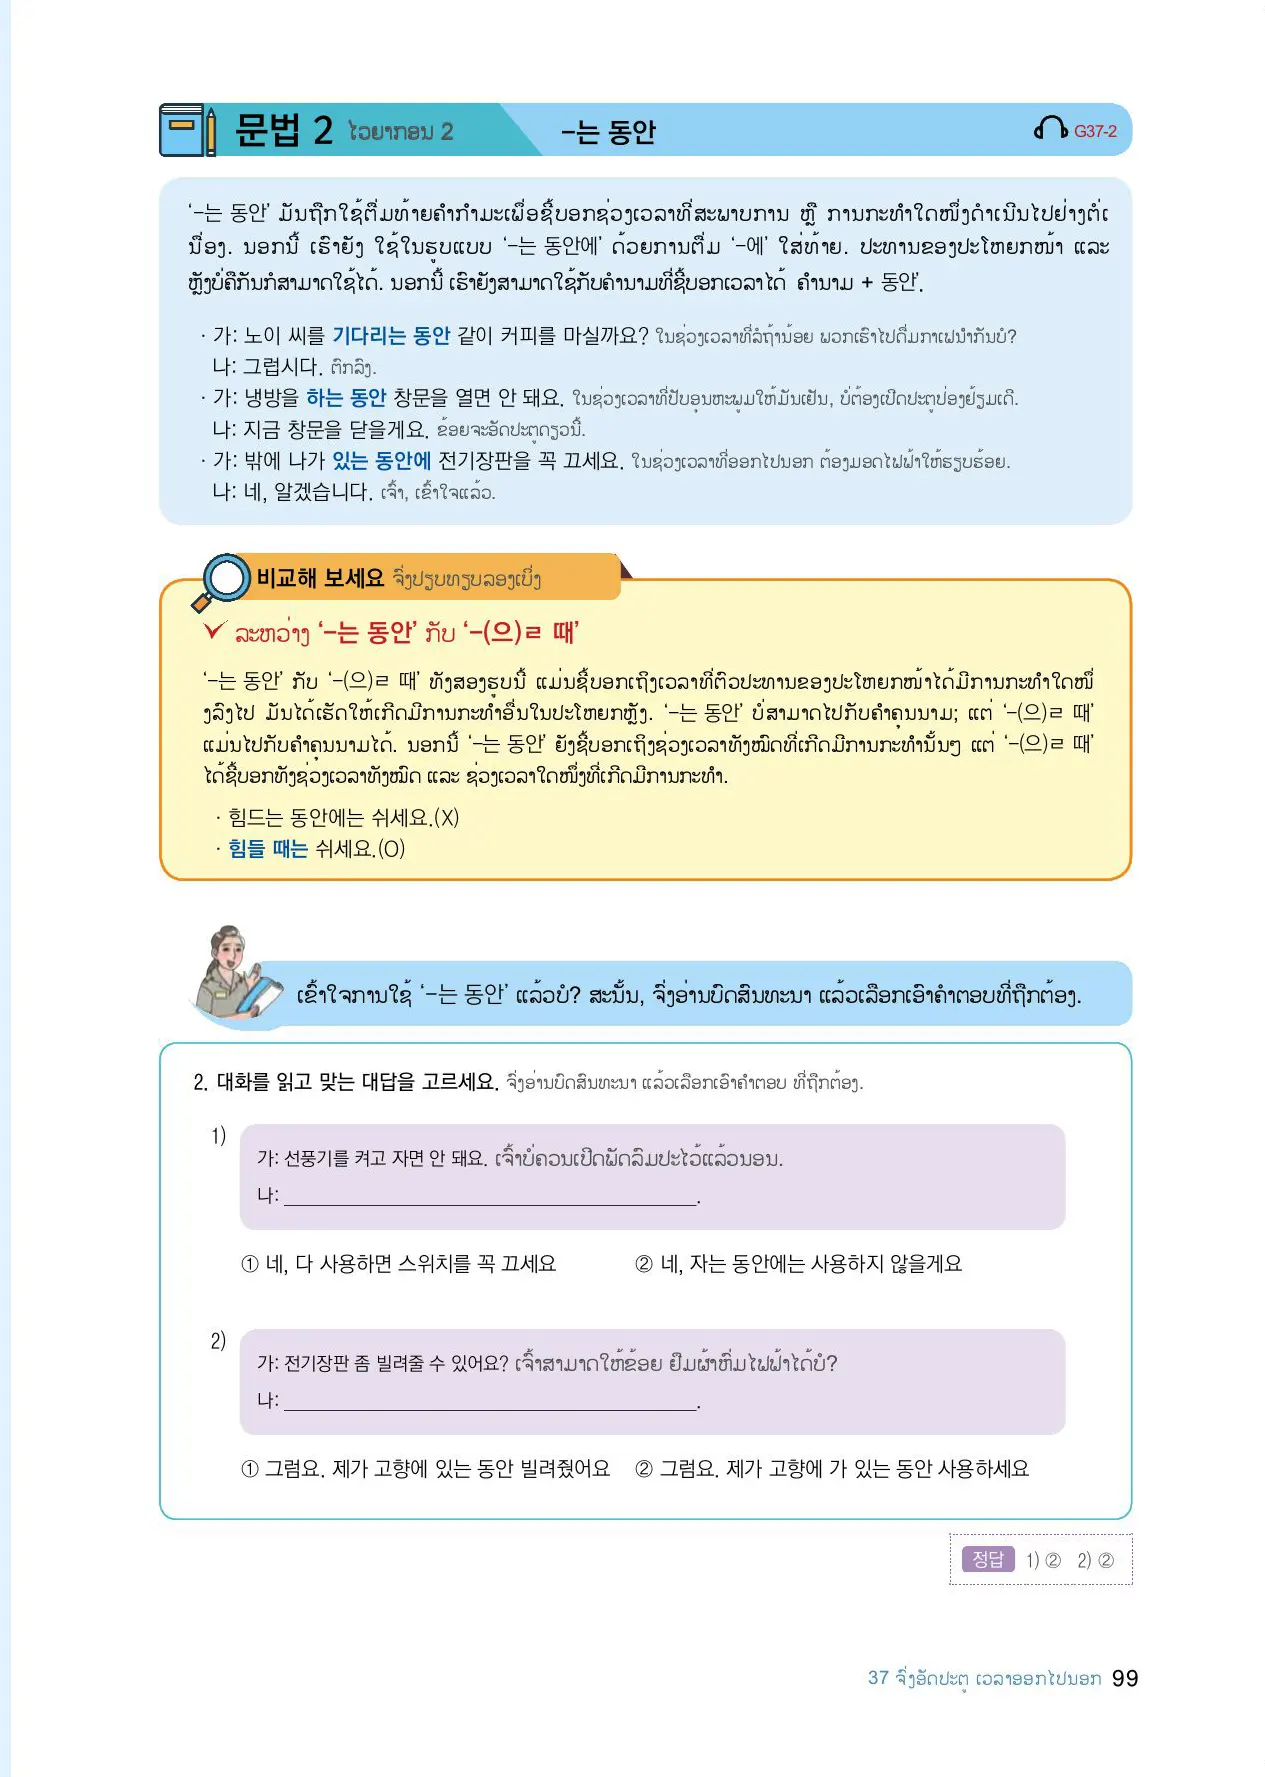 문법 2 ໄວຍາກອນ 2 -는 동안 G37-2
‘-는 동안’ ມັນຖືກໃຊ້ຕື່ມທ້າຍຄຳກຳມະເພື່ອຊີ້ບອກຊ່ວງເວລາທີ່ສະພາບການ ຫຼື ການກະທຳໃດໜຶ່ງດຳເນີນໄປຢ່າງຕໍ່ເ
ນື່ອງ. ນອກນີ້ ເຮົາຍັງ ໃຊ້ໃນຮູບແບບ ‘-는 동안에’ ດ້ວຍການຕື່ມ ‘-에’ ໃສ່ທ້າຍ. ປະທານຂອງປະໂຫຍກໜ້າ ແລະ
ຫຼັງບໍ່ຄືກັນກໍສາມາດໃຊ້ໄດ້. ນອກນີ້ ເຮົາຍັງສາມາດໃຊ້ກັບຄຳນາມທີ່ຊີ້ບອກເວລາໄດ້ ຄຳນາມ + 동안’.
· 가: 노이 씨를 기다리는 동안 같이 커피를 마실까요? ໃນຊ່ວງເວລາທີ່ລໍຖ້ານ້ອຍ ພວກເຮົາໄປດື່ມກາເຟນຳກັນບໍ?
나: 그럽시다. ຕົກລົງ.
· 가: 냉방을 하는 동안 창문을 열면 안 돼요. ໃນຊ່ວງເວລາທີ່ປັບອຸນຫະພູມໃຫ້ມັນເຢັນ, ບໍ່ຕ້ອງເປີດປະຕູປ່ອງຢ້ຽມເດີ.
나: 지금 창문을 닫을게요. ຂ້ອຍຈະອັດປະຕູດຽວນີ້.
· 가: 밖에 나가 있는 동안에 전기장판을 꼭 끄세요. ໃນຊ່ວງເວລາທີ່ອອກໄປນອກ ຕ້ອງມອດໄຟຟ້າໃຫ້ຮຽບຮ້ອຍ.
나: 네, 알겠습니다. ເຈົ້າ, ເຂົ້າໃຈແລ້ວ.
비교해 보세요 ຈົ່ງປຽບທຽບລອງເບິ່ງ
ລະຫວ່າງ ‘-는 동안’ ກັບ ‘-(으)ㄹ 때’
‘-는 동안’ ກັບ ‘-(으)ㄹ 때’ ທັງສອງຮູບນີ້ ແມ່ນຊີ້ບອກເຖິງເວລາທີ່ຕົວປະທານຂອງປະໂຫຍກໜ້າໄດ້ມີການກະທຳໃດໜຶ່
ງລົງໄປ ມັນໄດ້ເຮັດໃຫ້ເກີດມີການກະທຳອື່ນໃນປະໂຫຍກຫຼັງ. ‘-는 동안’ ບໍ່ສາມາດໄປກັບຄຳຄຸນນາມ; ແຕ່ ‘-(으)ㄹ 때’
ແມ່ນໄປກັບຄຳຄຸນນາມໄດ້. ນອກນີ້ ‘-는 동안’ ຍັງຊີ້ບອກເຖິງຊ່ວງເວລາທັງໝົດທີ່ເກີດມີການກະທຳນັ້ນໆ ແຕ່ ‘-(으)ㄹ 때’
ໄດ້ຊີ້ບອກທັງຊ່ວງເວລາທັງໝົດ ແລະ ຊ່ວງເວລາໃດໜຶ່ງທີ່ເກີດມີການກະທຳ.
· 힘드는 동안에는 쉬세요.(X)
· 힘들 때는 쉬세요.(O)
ເຂົ້າໃຈການໃຊ້ ‘-는 동안’ ແລ້ວບໍ? ສະນັ້ນ, ຈົ່ງອ່ານບົດສົນທະນາ ແລ້ວເລືອກເອົາຄຳຕອບທີ່ຖືກຕ້ອງ.
2. 대화를 읽고 맞는 대답을 고르세요. ຈົ່ງອ່ານບົດສົນທະນາ ແລ້ວເລືອກເອົາຄຳຕອບ ທີ່ຖືກຕ້ອງ.
1)
가: 선풍기를 켜고 자면 안 돼요. ເຈົ້າບໍ່ຄວນເປີດພັດລົມປະໄວ້ແລ້ວນອນ.
나: ________________.
① 네, 다 사용하면 스위치를 꼭 끄세요 ② 네, 자는 동안에는 사용하지 않을게요
2)
가: 전기장판 좀 빌려줄 수 있어요? ເຈົ້າສາມາດໃຫ້ຂ້ອຍ ຢືມຜ້າຫົ່ມໄຟຟ້າໄດ້ບໍ?
나: ________________.
① 그럼요. 제가 고향에 있는 동안 빌려줬어요 ② 그럼요. 제가 고향에 가 있는 동안 사용하세요
정답 1) ② 2) ②
37 ຈົ່ງອັດປະຕູ ເວລາອອກໄປນອກ 99